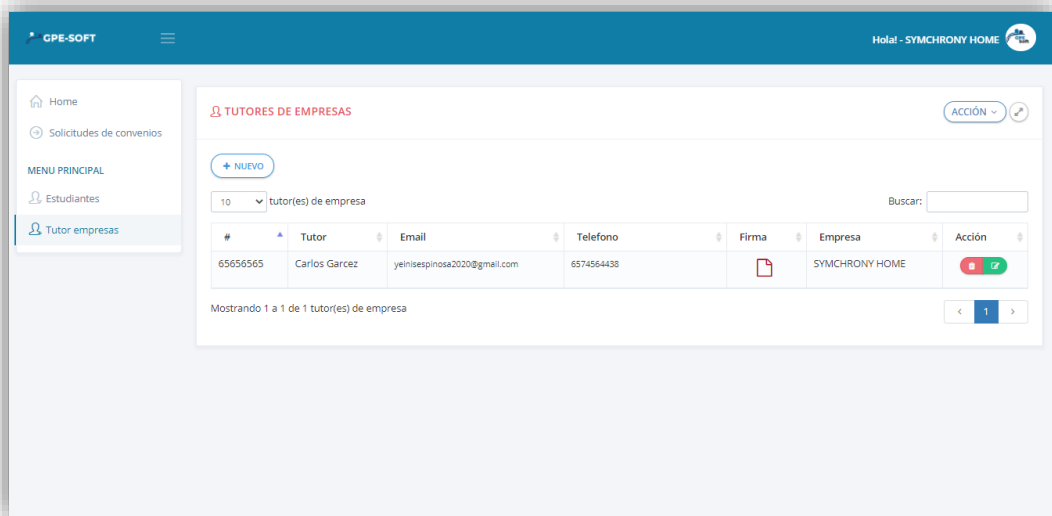 GPE-SOFT
Hola! - SYMCHRONY HOME
Home
Solicitudes de convenios
MENU PRINCIPAL
Estudiantes
Tutor empresas
TUTORES DE EMPRESAS
ACCIÓN
+ NUEVO
10 tutor(es) de empresa
Buscar:
# Tutor Email Telefono Firma Empresa Acción
65656565 Carlos Garcez yeinisespinosa2020@gmail.com 6574564438 SYMCHRONY HOME
Mostrando 1 a 1 de 1 tutor(es) de empresa
< 1 >